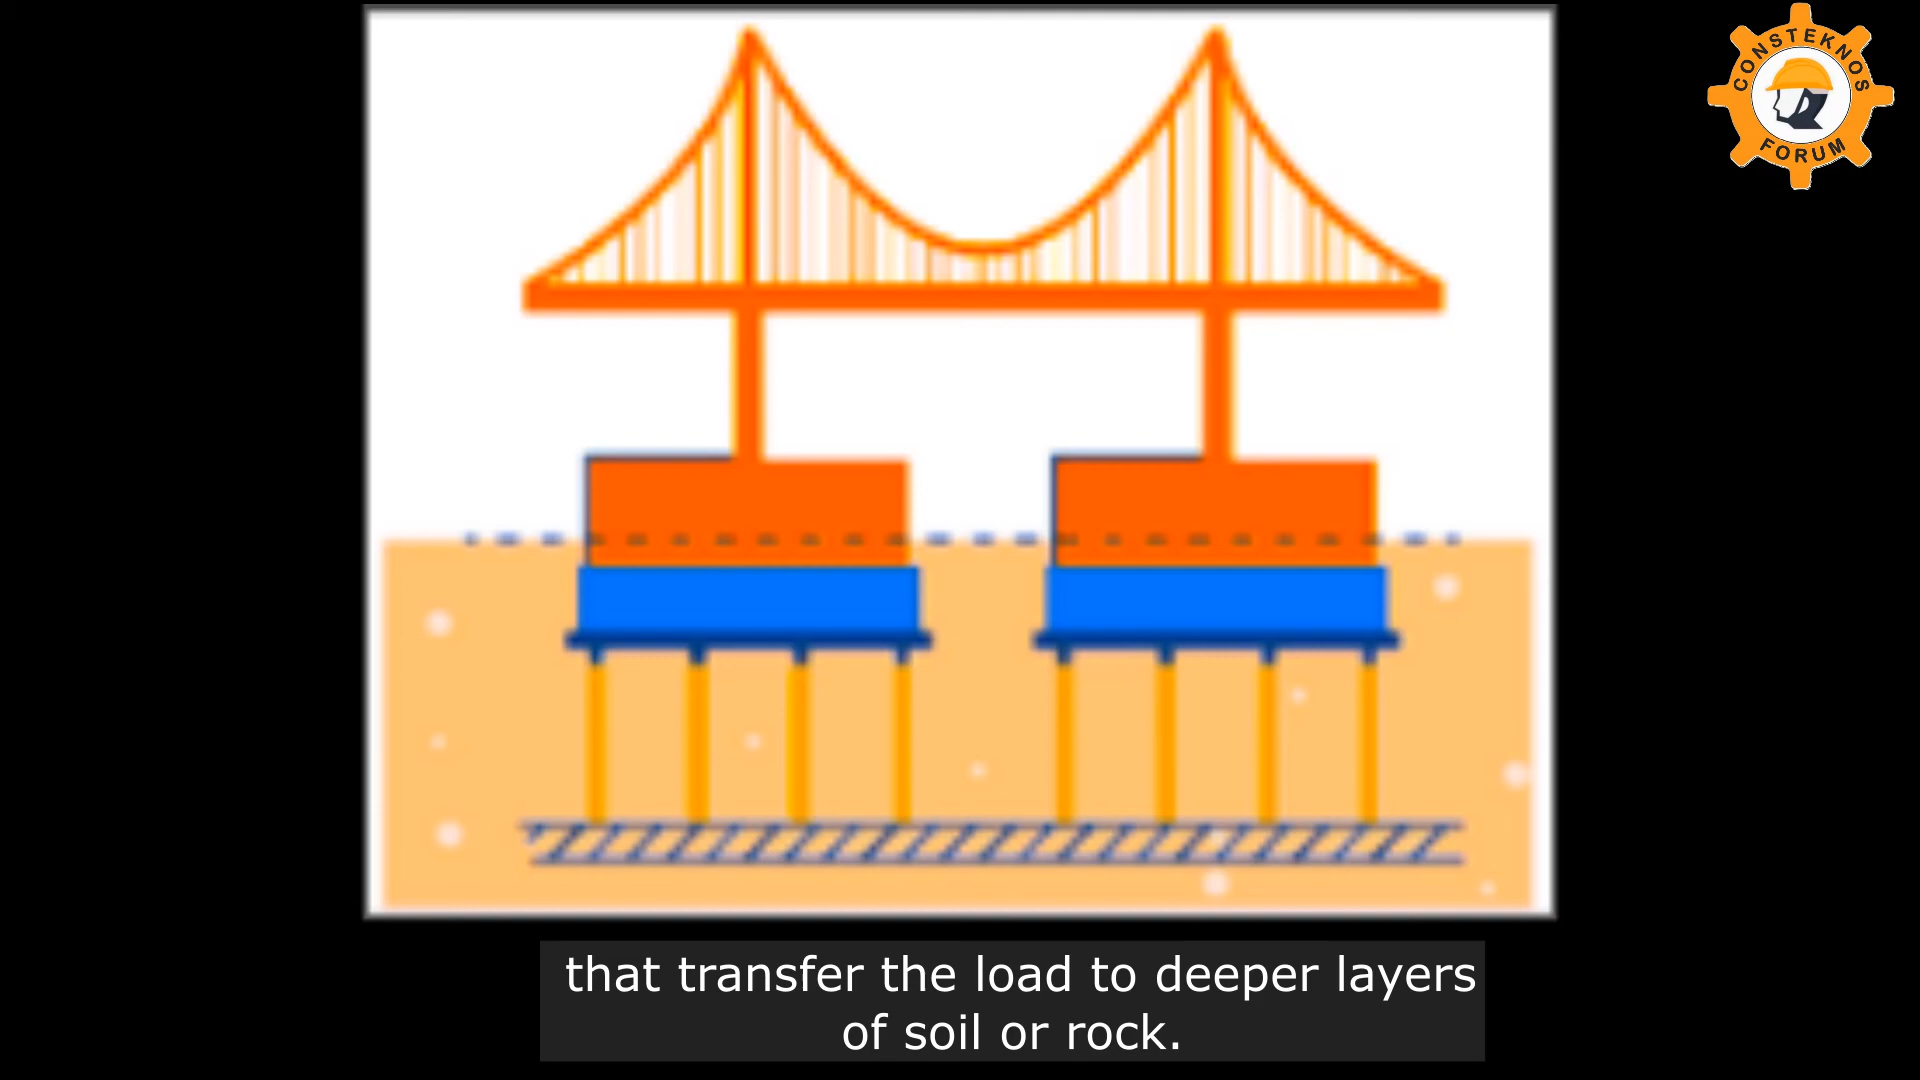 CONSTEKNOS
FORUM
that transfer the load to deeper layers
of soil or rock.